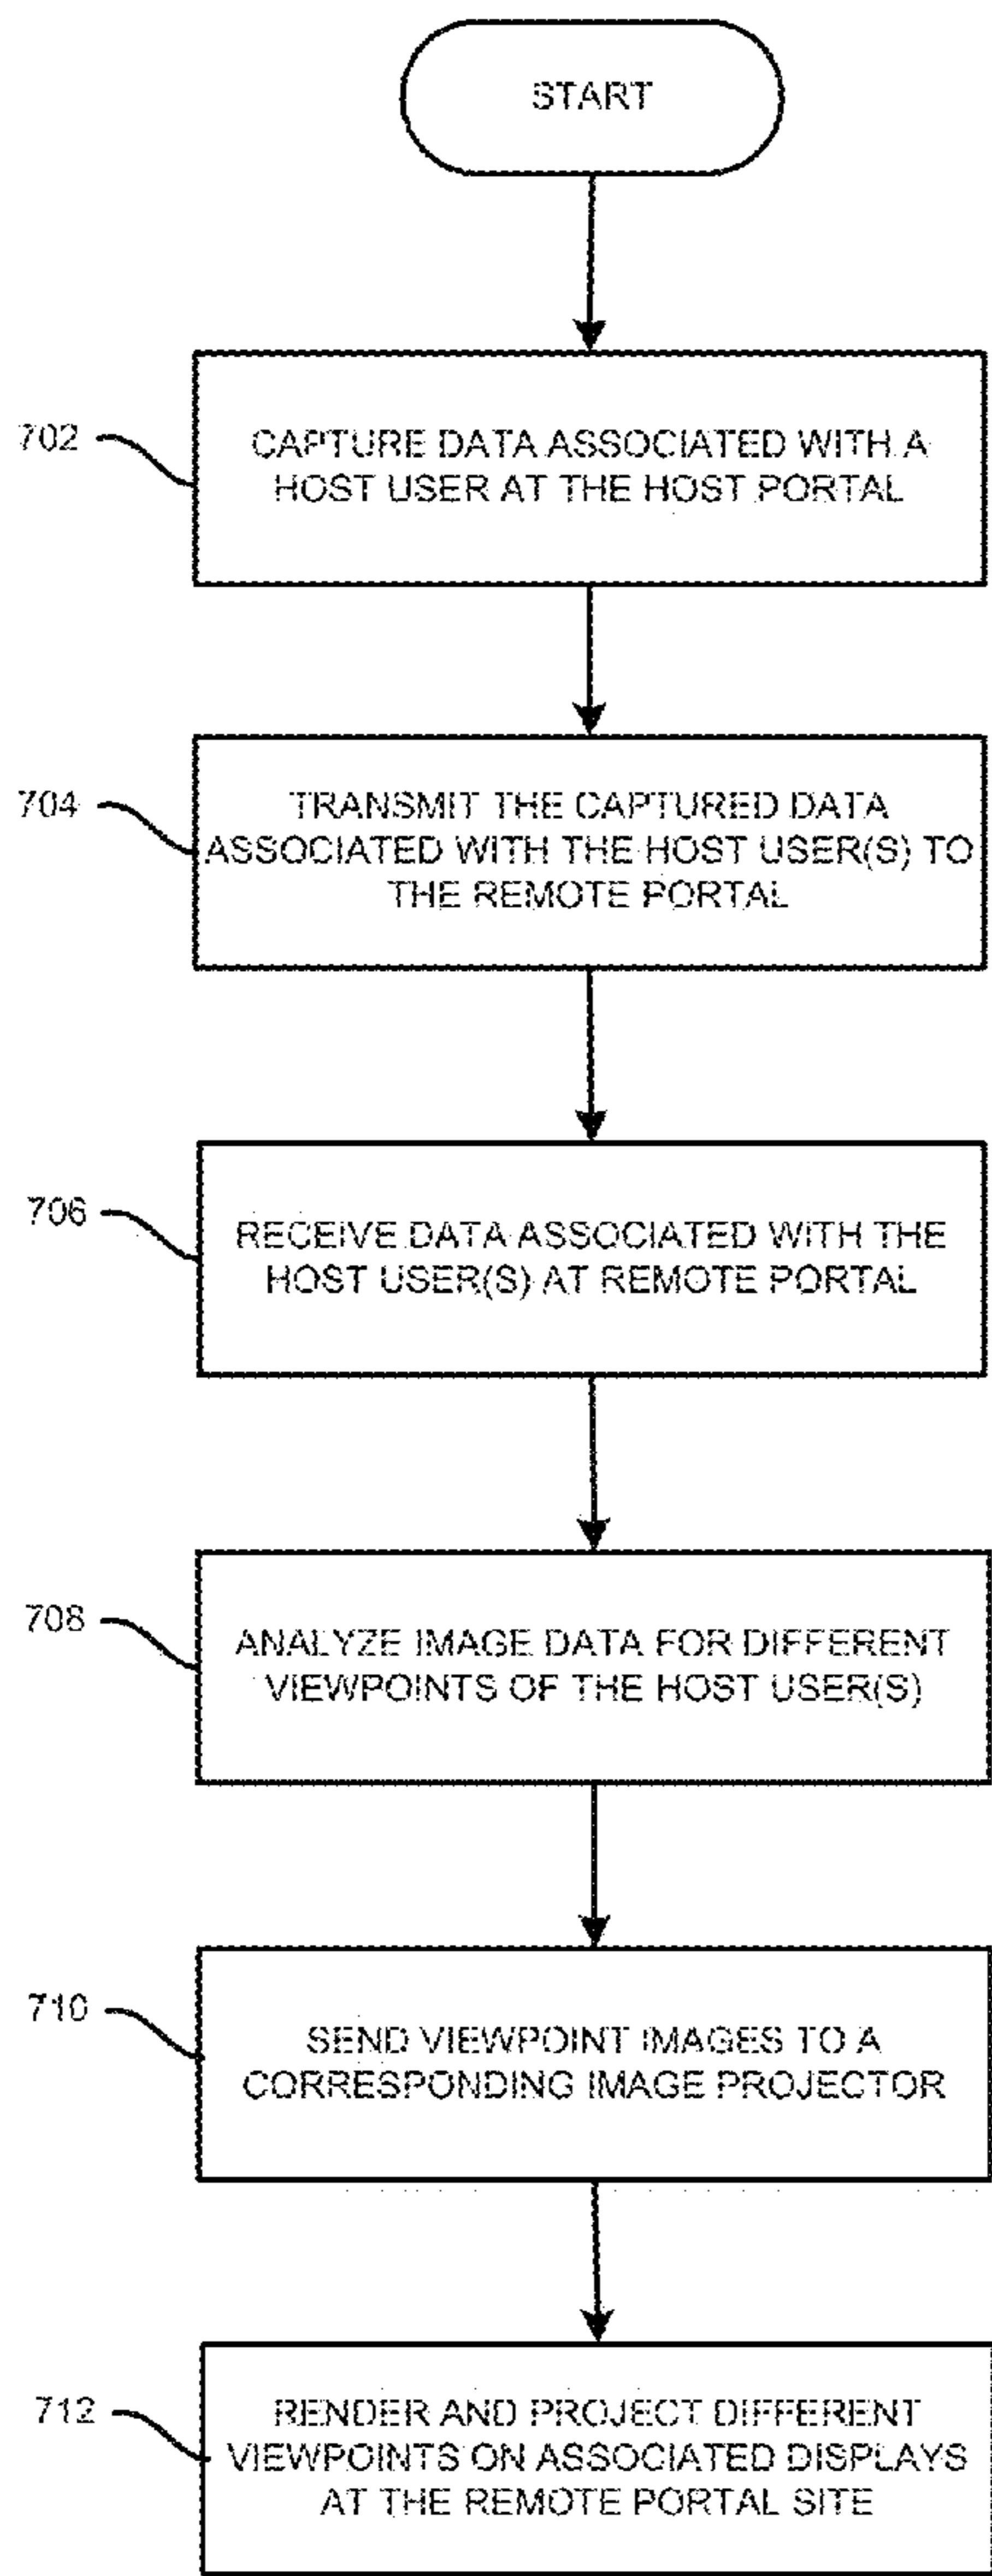 START
702
CAPTURE DATA ASSOCIATED WITH A
HOST USER AT THE HOST PORTAL
704
TRANSMIT THE CAPTURED DATA
ASSOCIATED WITH THE HOST USER(S) TO
THE REMOTE PORTAL
706
RECEIVE DATA ASSOCIATED WITH THE
HOST USER(S) AT REMOTE PORTAL
708
ANALYZE IMAGE DATA FOR DIFFERENT
VIEWPOINTS OF THE HOST USER(S)
710
SEND VIEWPOINT IMAGES TO A
CORRESPONDING IMAGE PROJECTOR
712
RENDER AND PROJECT DIFFERENT
VIEWPOINTS ON ASSOCIATED DISPLAYS
AT THE REMOTE PORTAL SITE